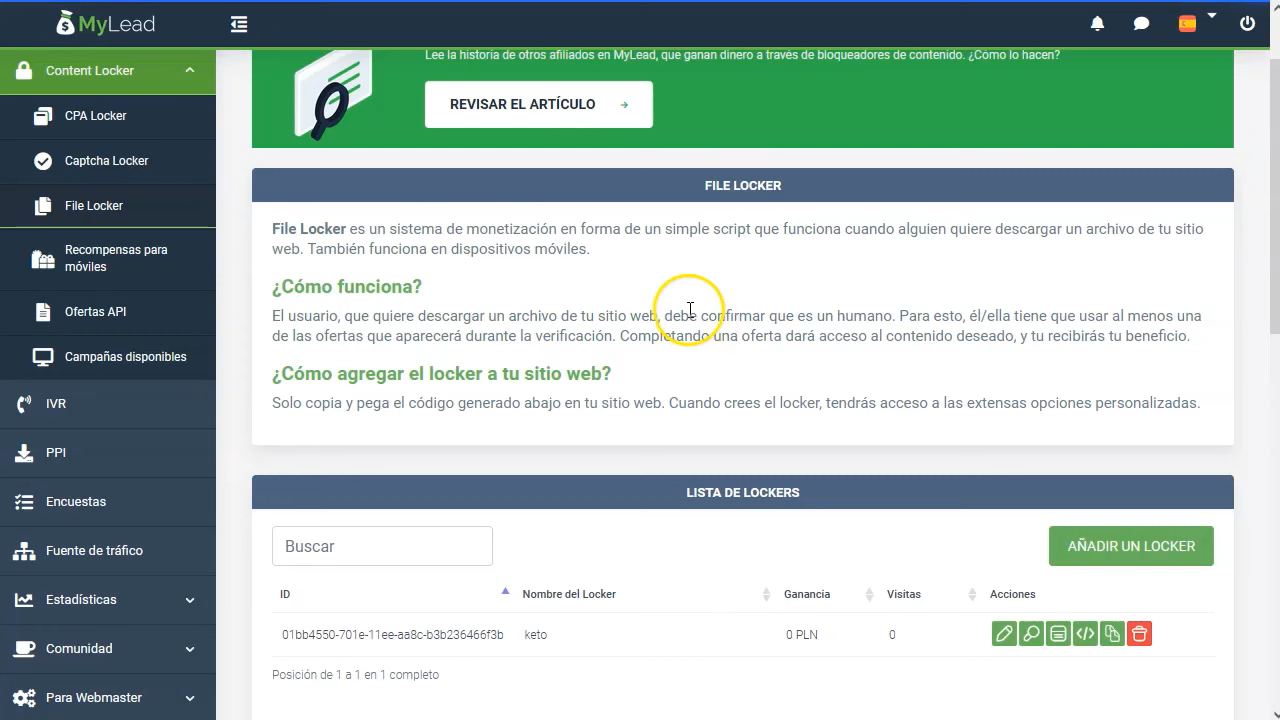 MyLead
Content Locker
CPA Locker
Captcha Locker
File Locker
Recompensas para
móviles
Ofertas API
Campañas disponibles
IVR
PPI
Encuestas
Fuente de tráfico
Estadísticas
Comunidad
Para Webmaster
Lee la historia de otros afiliados en MyLead, que ganan dinero a través de bloqueadores de contenido. ¿Cómo lo hacen?
REVISAR EL ARTÍCULO
FILE LOCKER
File Locker es un sistema de monetización en forma de un simple script que funciona cuando alguien quiere descargar un archivo de tu sitio
web. También funciona en dispositivos móviles.
¿Cómo funciona?
El usuario, que quiere descargar un archivo de tu sitio web, debe confirmar que es un humano. Para esto, él/ella tiene que usar al menos una
de las ofertas que aparecerá durante la verificación. Completando una oferta dará acceso al contenido deseado, y tu recibirás tu beneficio.
¿Cómo agregar el locker a tu sitio web?
Solo copia y pega el código generado abajo en tu sitio web. Cuando crees el locker, tendrás acceso a las extensas opciones personalizadas.
LISTA DE LOCKERS
Buscar
AÑADIR UN LOCKER
ID Nombre del Locker Ganancia Visitas Acciones
01bb4550-701e-11ee-aa8c-b3b236466f3b keto 0 PLN 0
Posición de 1 a 1 en 1 completo